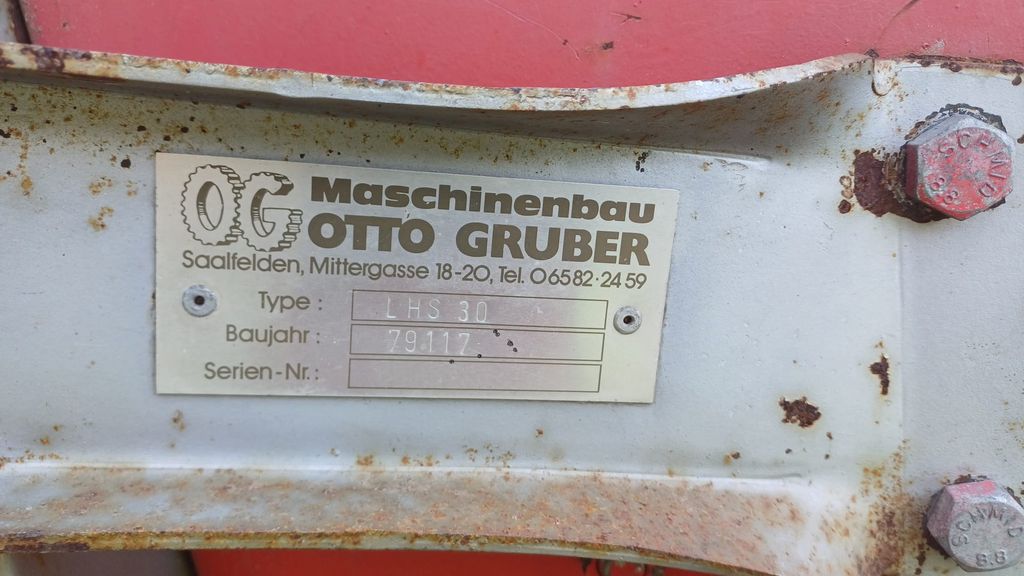 OG Maschinenbau
OTTO GRUBER
Saalfelden, Mittergasse 18-20, Tel. 06582·2459
Type: LHS 30
Baujahr: 79117
Serien-Nr.:
SCHMID
8.8
SCHMID
8.8